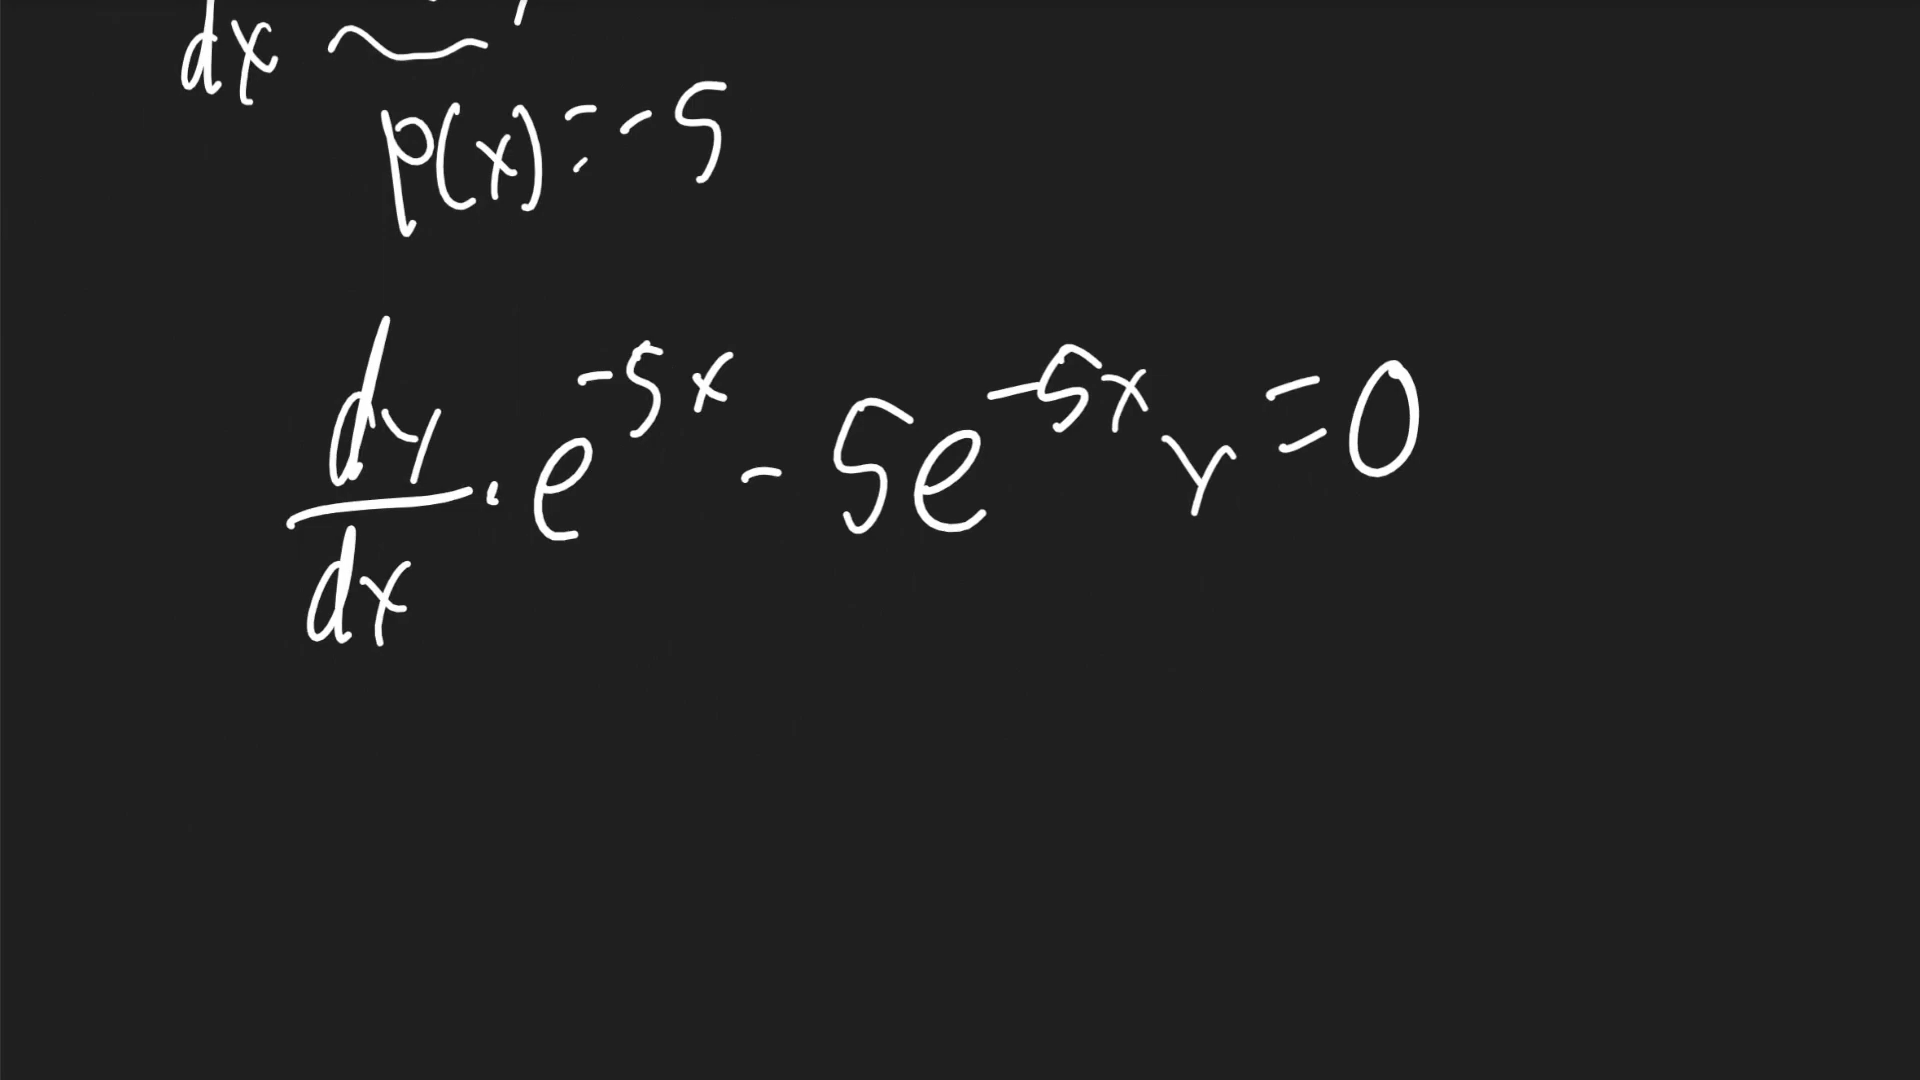 dx
p(x) = -5
dy/dx · e^-5x - 5e^-5x y = 0